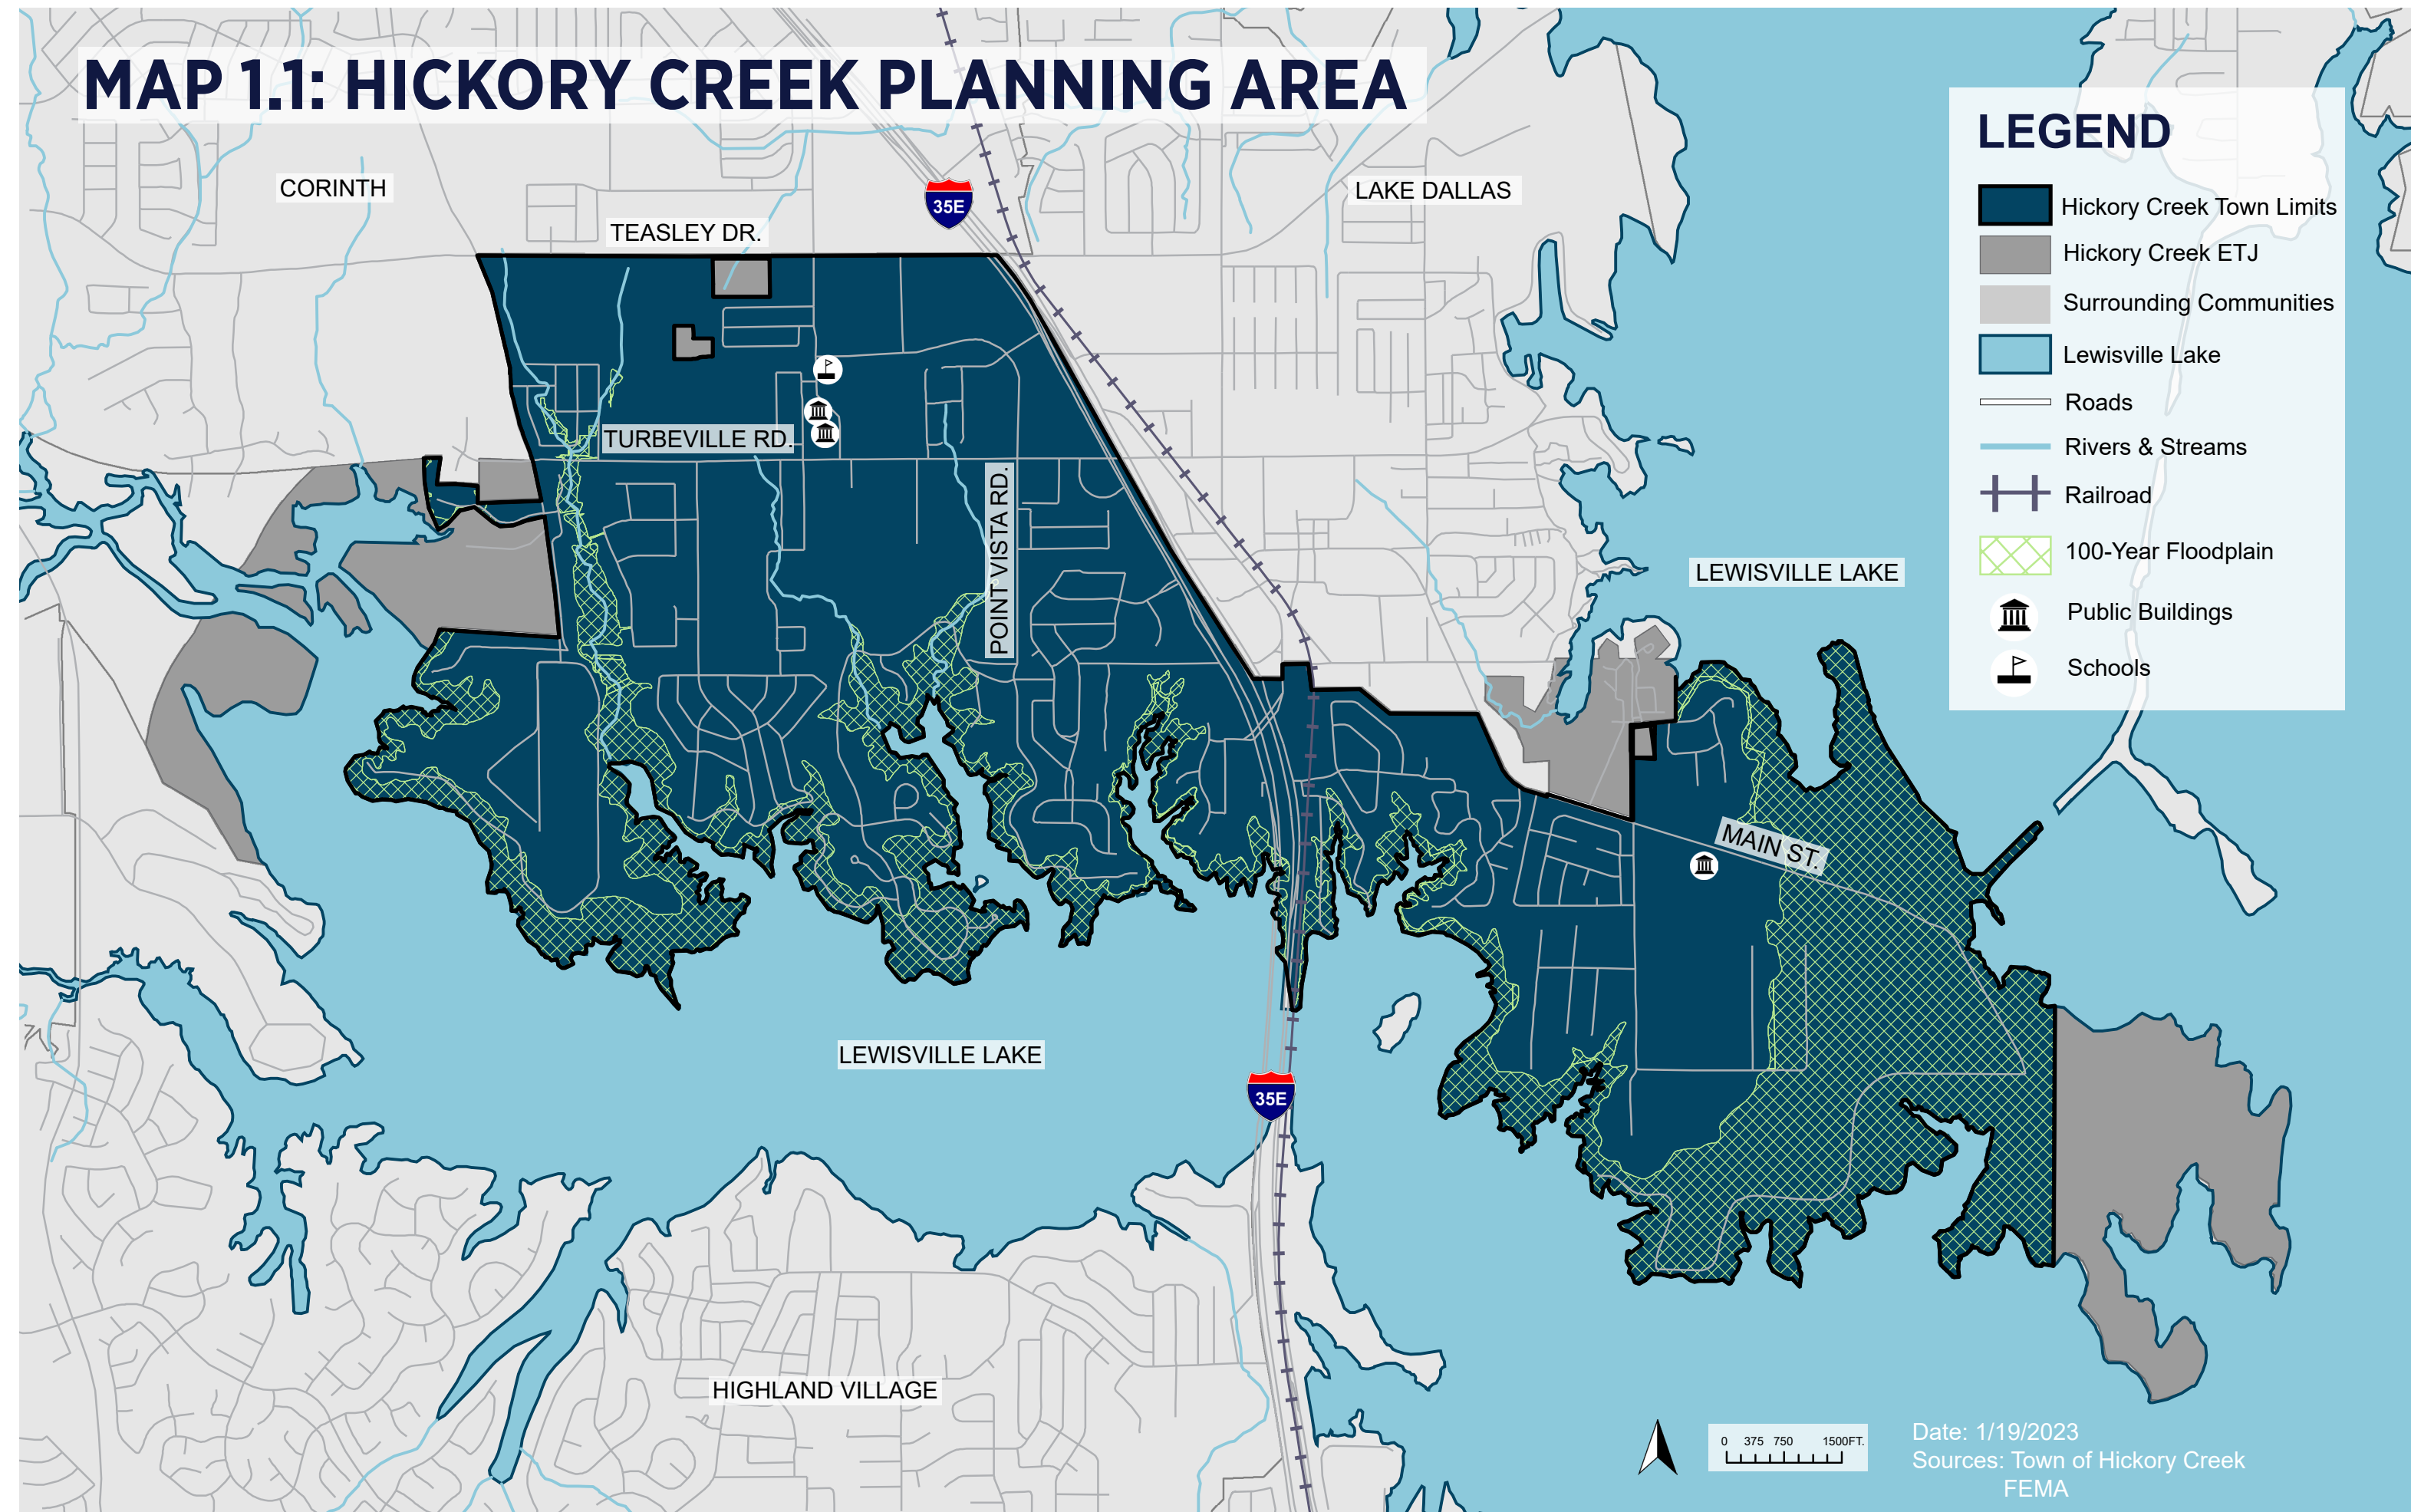 MAP 1.1: HICKORY CREEK PLANNING AREA
LEGEND
Hickory Creek Town Limits
Hickory Creek ETJ
Surrounding Communities
Lewisville Lake
Roads
Rivers & Streams
Railroad
100-Year Floodplain
Public Buildings
Schools
CORINTH
LAKE DALLAS
35E
TEASLEY DR.
TURBEVILLE RD.
POINT VISTA RD.
LEWISVILLE LAKE
MAIN ST.
LEWISVILLE LAKE
35E
HIGHLAND VILLAGE
0 375 750 1500FT.
Date: 1/19/2023
Sources: Town of Hickory Creek
FEMA